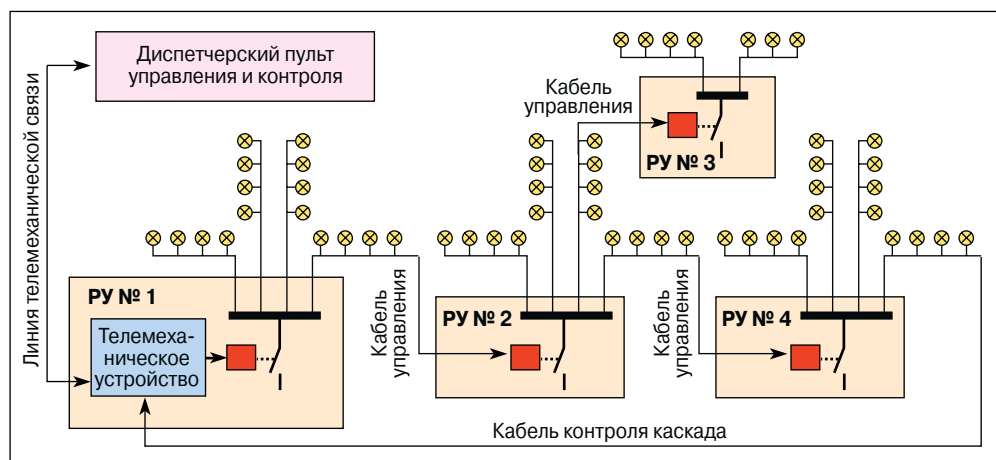 Диспетчерский пульт
управления и контроля
Линия телемеханической связи
Кабель
управления
РУ № 3
РУ № 1
Телемеха-
ническое
устройство
Кабель
управления
РУ № 2
Кабель
управления
РУ № 4
Кабель контроля каскада